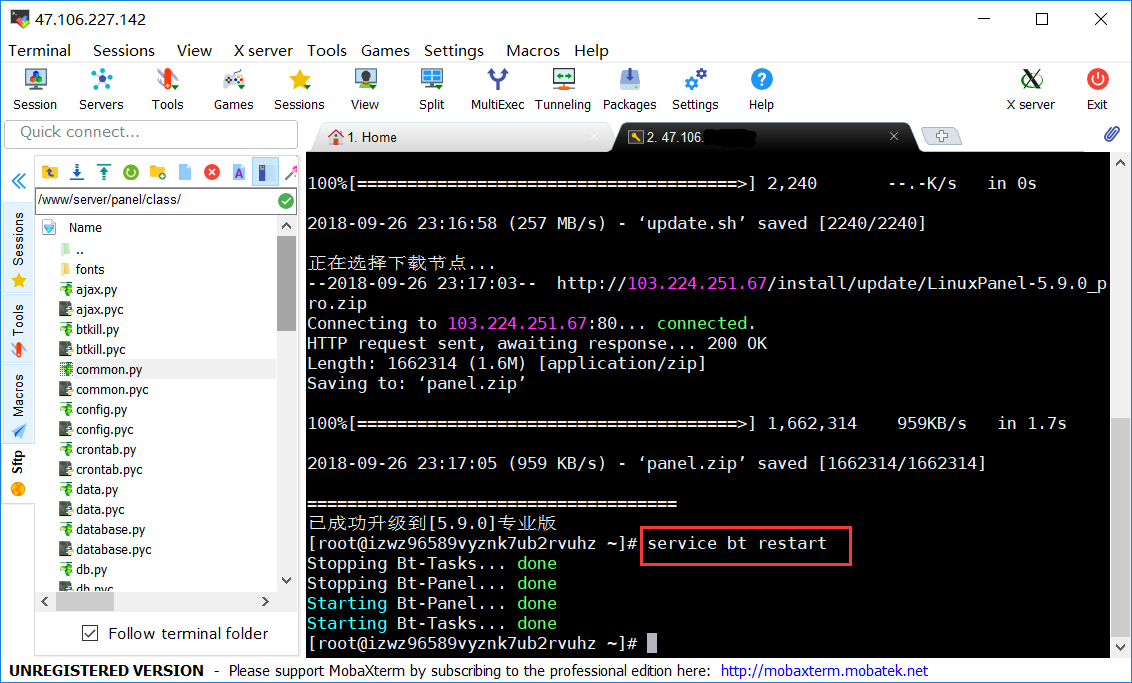 47.106.227.142
Terminal Sessions View X server Tools Games Settings Macros Help
Session Servers Tools Games Sessions View Split MultiExec Tunneling Packages Settings Help X server Exit
Quick connect...
1. Home
2. 47.106.
/www/server/panel/class/
Sessions
Tools
Macros
Sftp
Name
..
fonts
ajax.py
ajax.pyc
btkill.py
btkill.pyc
common.py
common.pyc
config.py
config.pyc
crontab.py
crontab.pyc
data.py
data.pyc
database.py
database.pyc
db.py
db.pyc
Follow terminal folder
100%[======================================>] 2,240 --.-K/s in 0s
2018-09-26 23:16:58 (257 MB/s) - ‘update.sh’ saved [2240/2240]
正在选择下载节点...
--2018-09-26 23:17:03-- http://103.224.251.67/install/update/LinuxPanel-5.9.0_p
ro.zip
Connecting to 103.224.251.67:80... connected.
HTTP request sent, awaiting response... 200 OK
Length: 1662314 (1.6M) [application/zip]
Saving to: ‘panel.zip’
100%[======================================>] 1,662,314 959KB/s in 1.7s
2018-09-26 23:17:05 (959 KB/s) - ‘panel.zip’ saved [1662314/1662314]
=====================================
已成功升级到[5.9.0]专业版
[root@izwz96589vyznk7ub2rvuhz ~]# service bt restart
Stopping Bt-Tasks... done
Stopping Bt-Panel... done
Starting Bt-Panel... done
Starting Bt-Tasks... done
[root@izwz96589vyznk7ub2rvuhz ~]#
UNREGISTERED VERSION - Please support MobaXterm by subscribing to the professional edition here: http://mobaxterm.mobatek.net